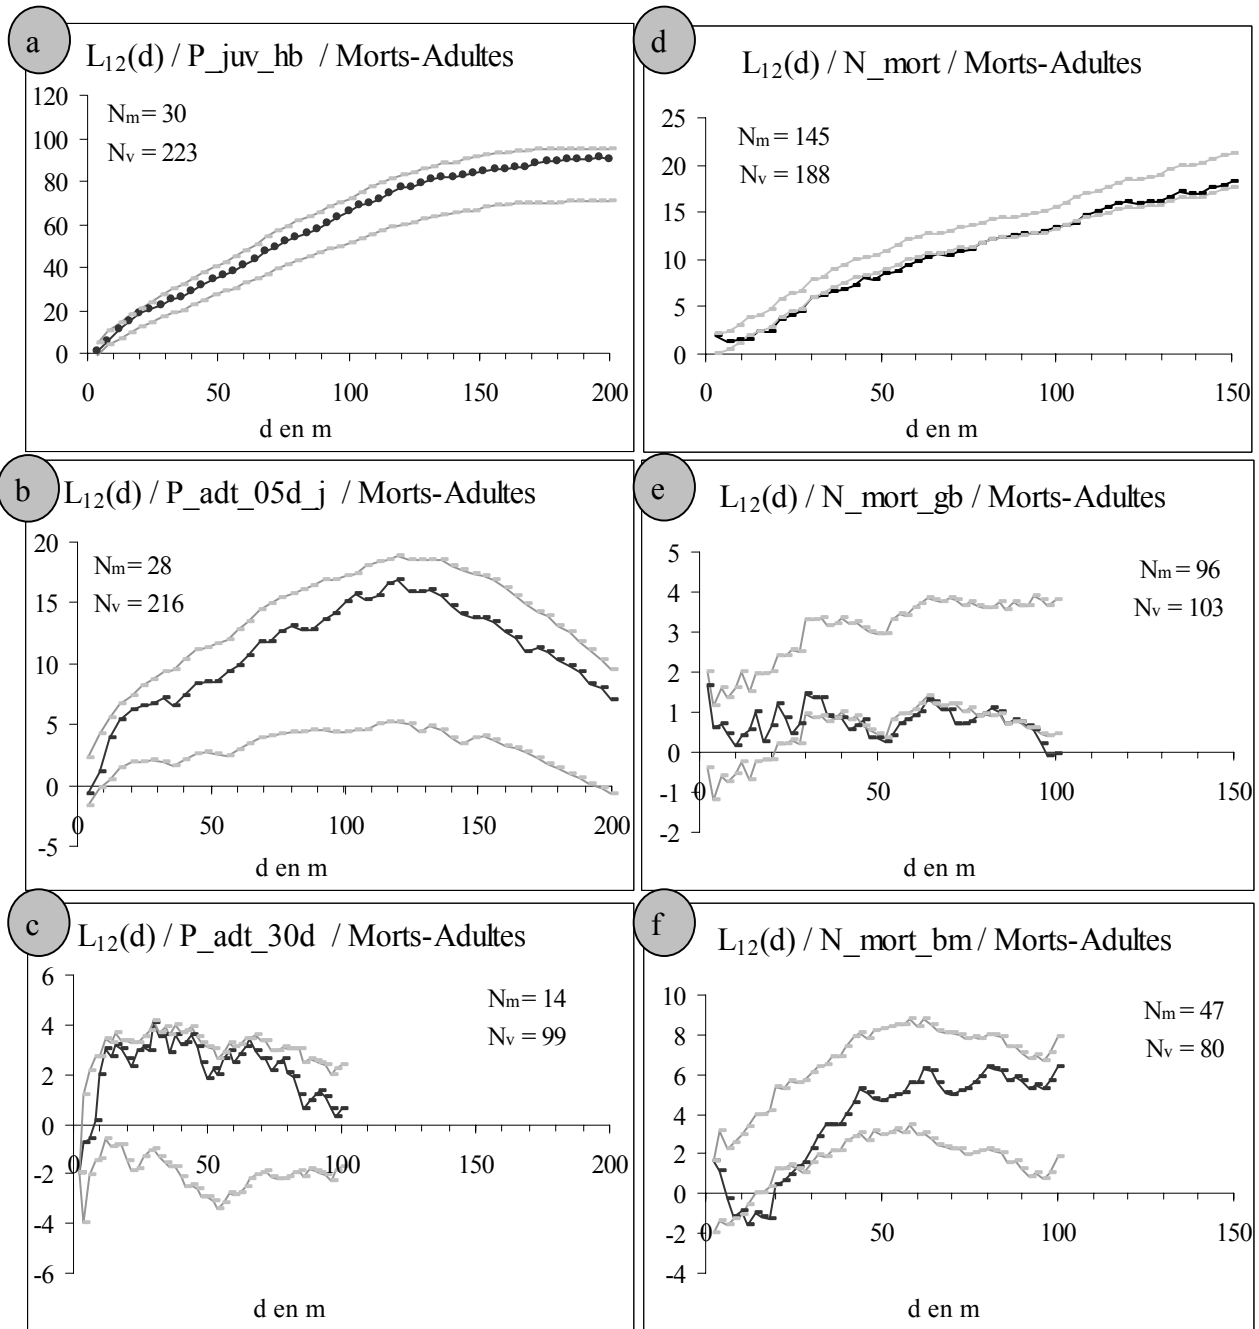 a
L₁₂(d) / P_juv_hb / Morts-Adultes
Nm = 30
Nv = 223
120
100
80
60
40
20
0
0 50 100 150 200
d en m
d
L₁₂(d) / N_mort / Morts-Adultes
Nm = 145
Nv = 188
25
20
15
10
5
0
0 50 100 150
d en m
b
L₁₂(d) / P_adt_05d_j / Morts-Adultes
Nm = 28
Nv = 216
20
15
10
5
0
-5
0 50 100 150 200
d en m
e
L₁₂(d) / N_mort_gb / Morts-Adultes
Nm = 96
Nv = 103
5
4
3
2
1
0
-1
-2
0 50 100 150
d en m
c
L₁₂(d) / P_adt_30d / Morts-Adultes
Nm = 14
Nv = 99
6
4
2
0
-2
-4
-6
0 50 100 150 200
d en m
f
L₁₂(d) / N_mort_bm / Morts-Adultes
Nm = 47
Nv = 80
10
8
6
4
2
0
-2
-4
0 50 100 150
d en m